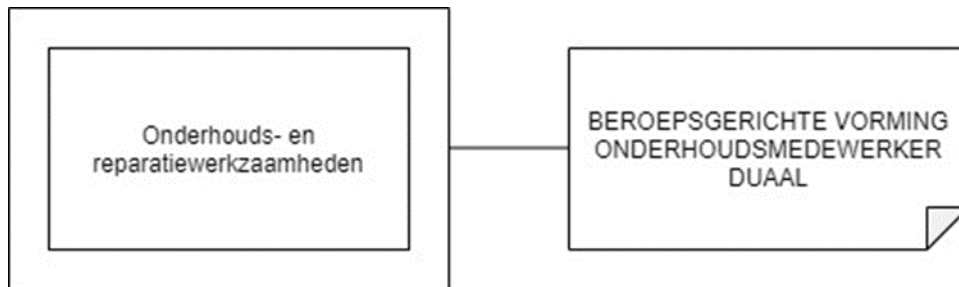 Onderhouds- en
reparatiewerkzaamheden
BEROEPSGERICHTE VORMING
ONDERHOUDSMEDEWERKER
DUAAL